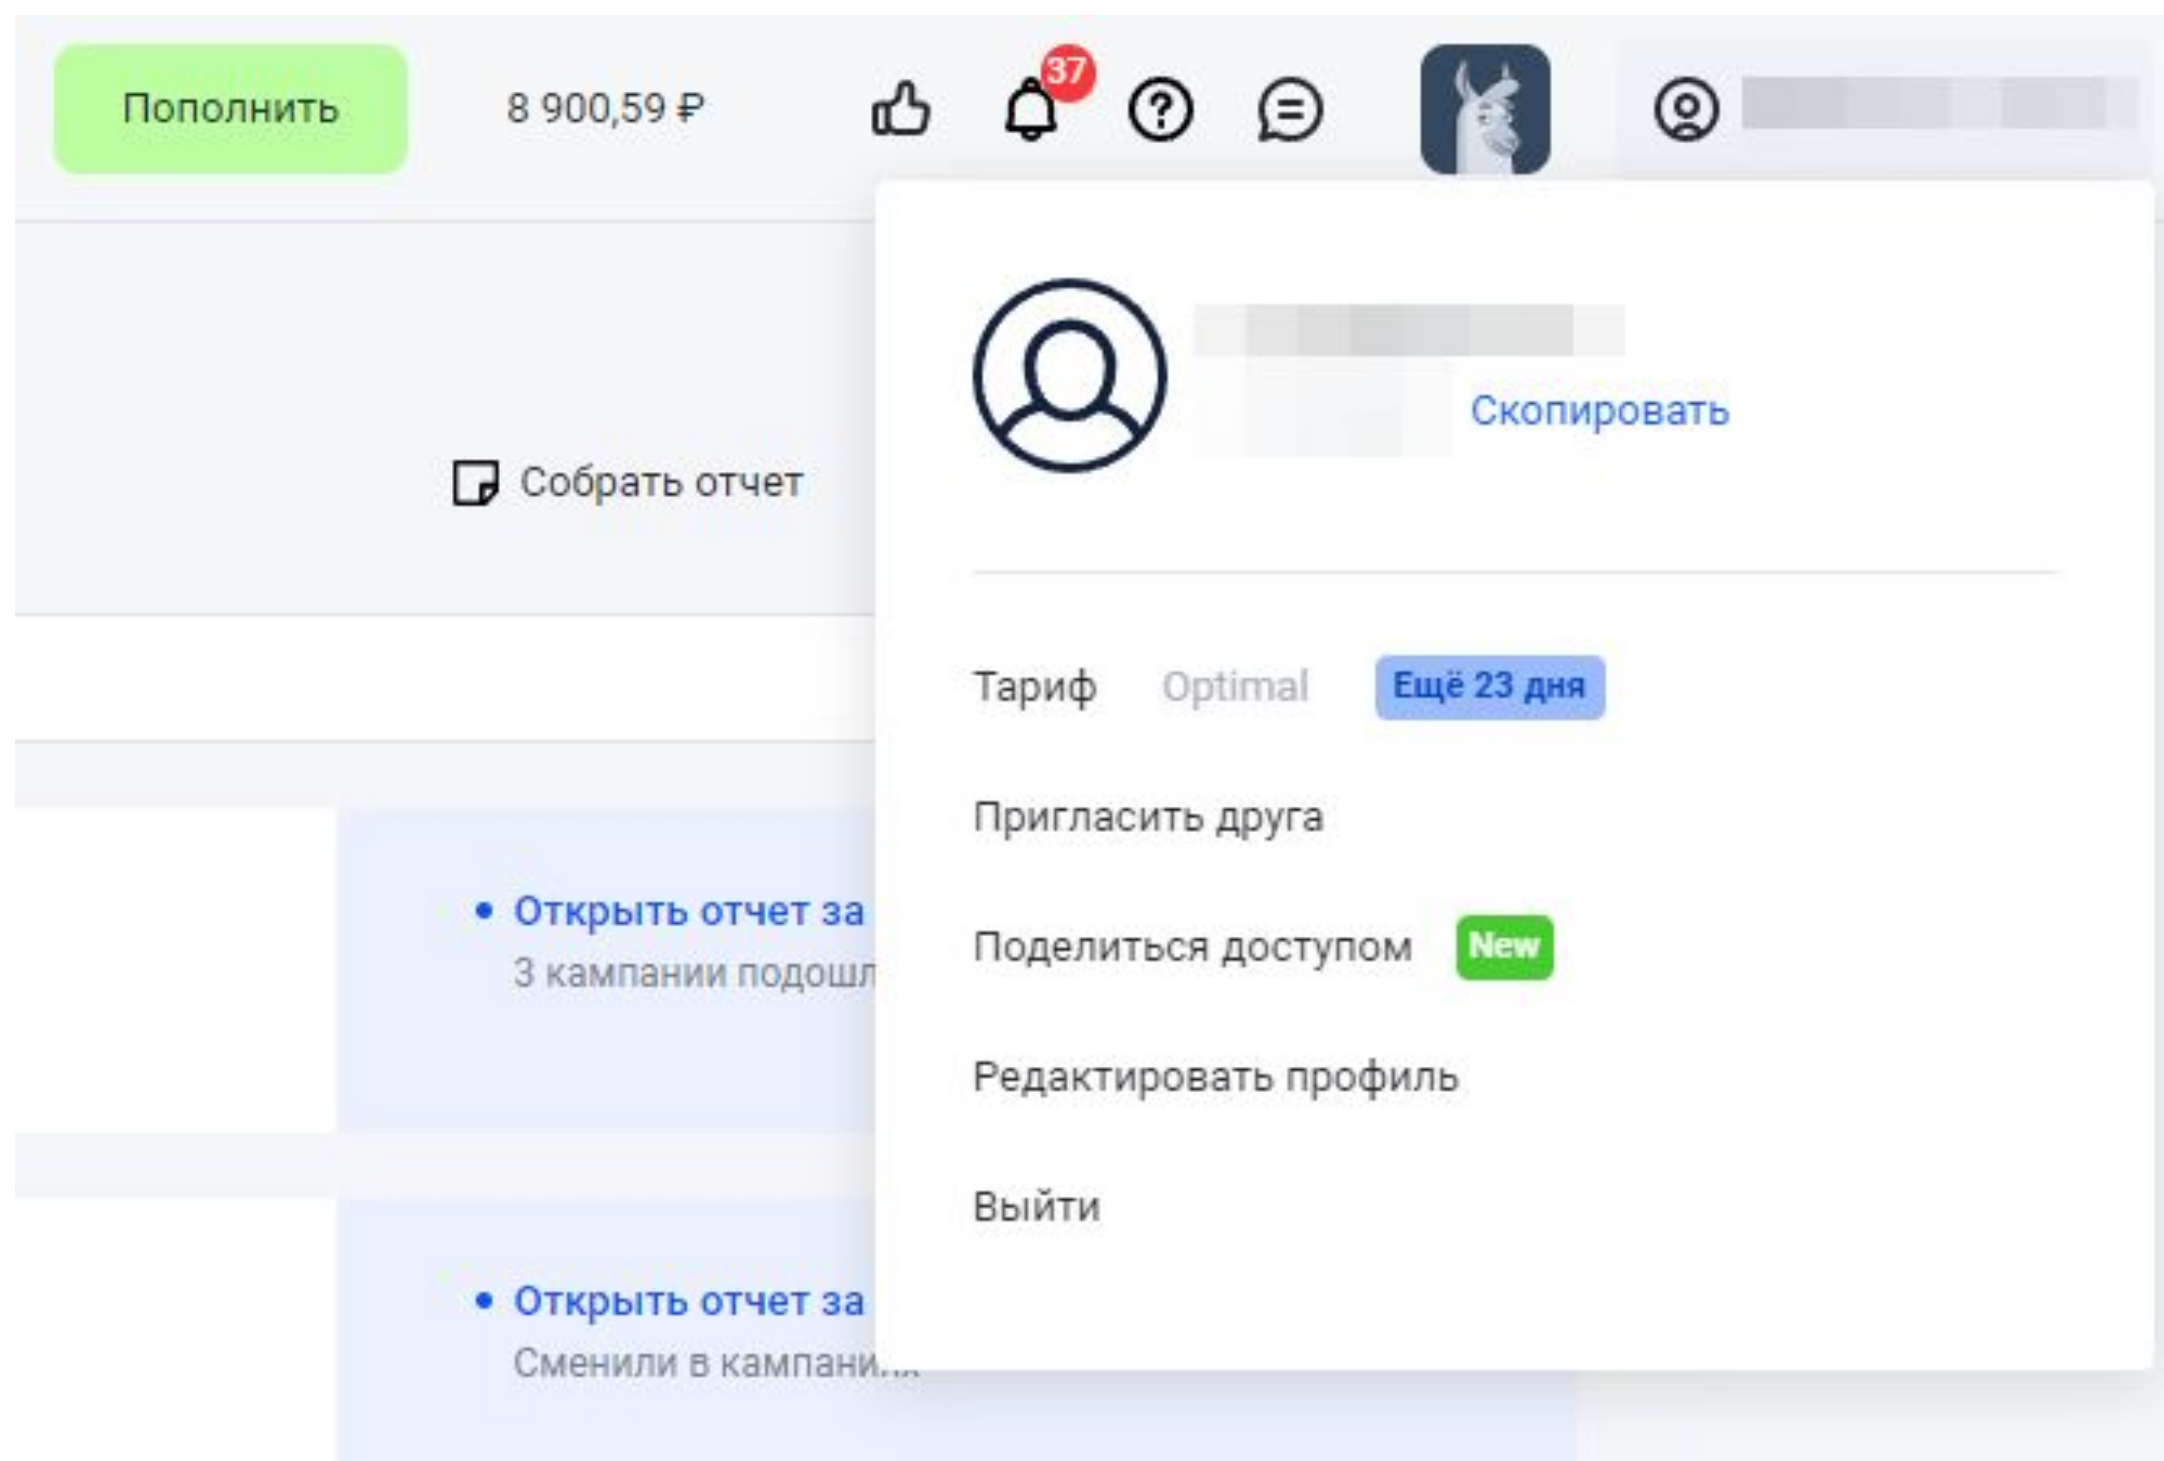 Пополнить
8 900,59 ₽
37
Скопировать
Собрать отчет
Тариф Optimal Ещё 23 дня
Пригласить друга
Открыть отчет за
Поделиться доступом New
3 кампании подошл
Редактировать профиль
Выйти
Открыть отчет за
Сменили в кампаниях